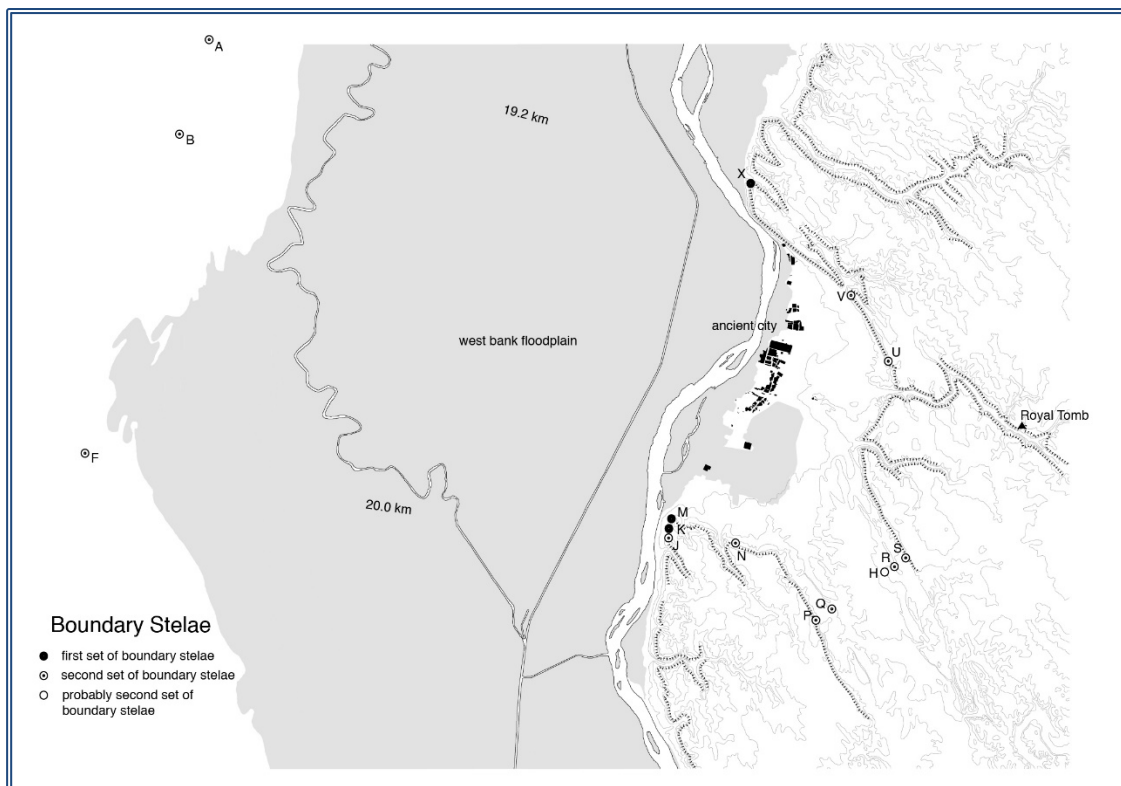 A
B
19.2 km
X
V
ancient city
west bank floodplain
U
Royal Tomb
F
20.0 km
M
K
J
N
S
R
H
Q
P
Boundary Stelae
first set of boundary stelae
second set of boundary stelae
probably second set of
boundary stelae